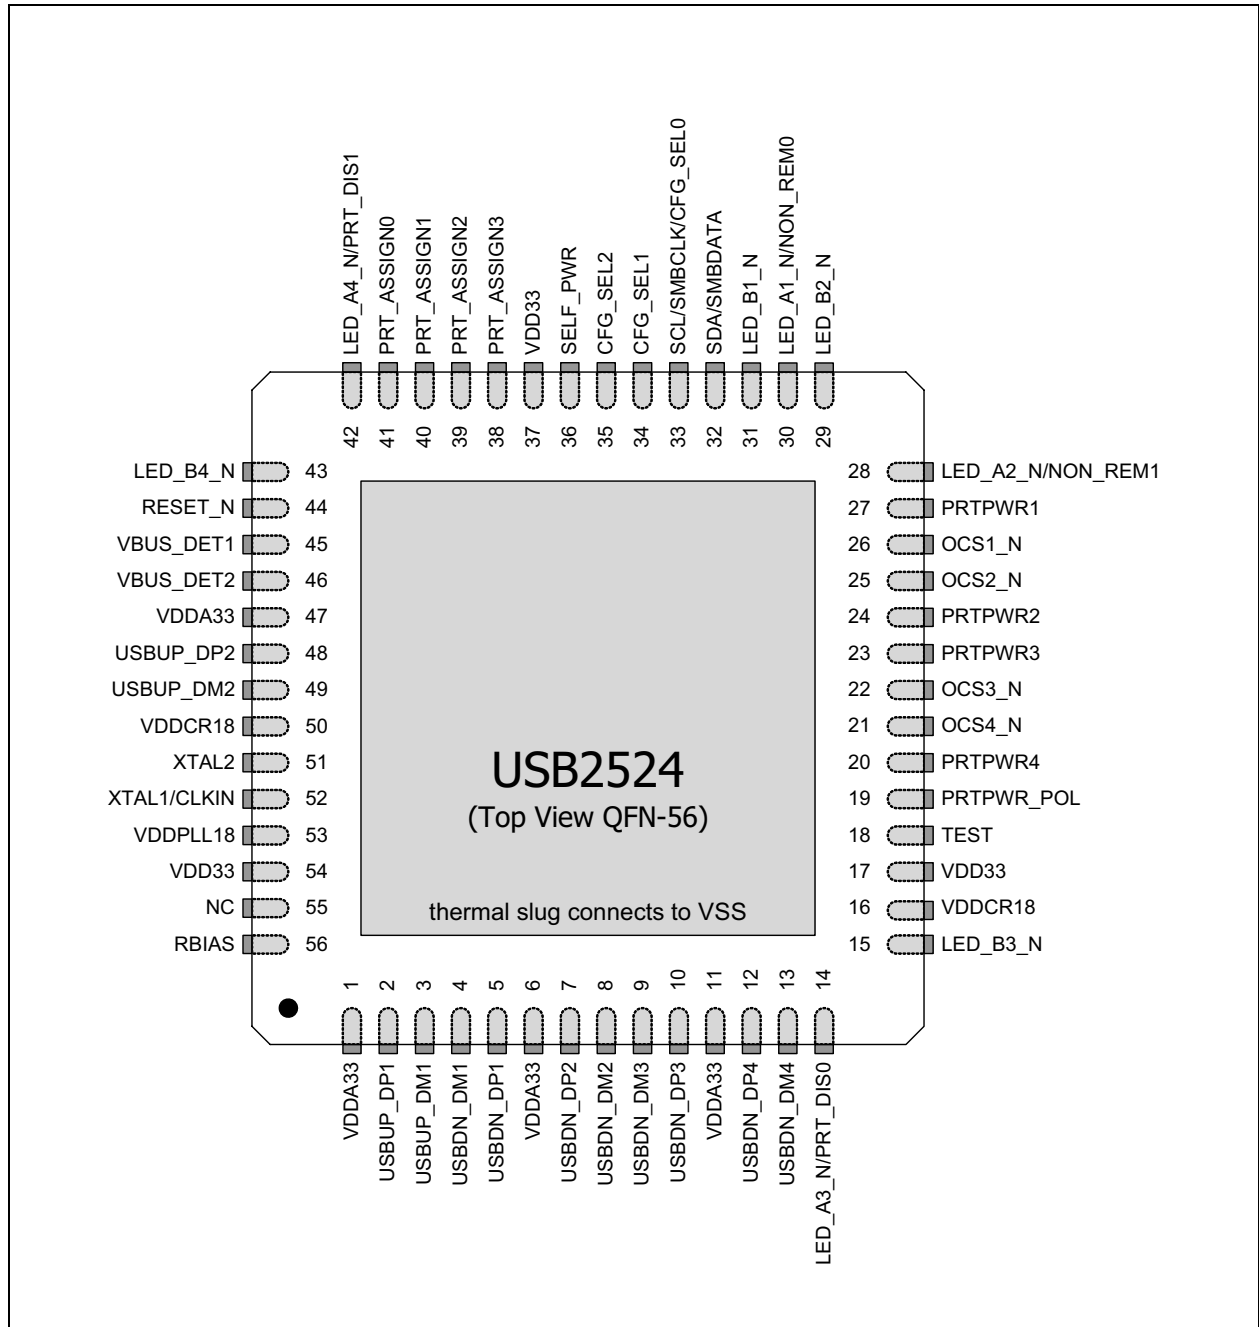 LED_A4_N/PRT_DIS1
PRT_ASSIGN0
PRT_ASSIGN1
PRT_ASSIGN2
PRT_ASSIGN3
VDD33
SELF_PWR
CFG_SEL2
CFG_SEL1
SCL/SMBCLK/CFG_SEL0
SDA/SMBDATA
LED_B1_N
LED_A1_N/NON_REM0
LED_B2_N
42
41
40
39
38
37
36
35
34
33
32
31
30
29
LED_B4_N 43
RESET_N 44
VBUS_DET1 45
VBUS_DET2 46
VDDA33 47
USBUP_DP2 48
USBUP_DM2 49
VDDCR18 50
XTAL2 51
XTAL1/CLKIN 52
VDDPLL18 53
VDD33 54
NC 55
RBIAS 56
28 LED_A2_N/NON_REM1
27 PRTPWR1
26 OCS1_N
25 OCS2_N
24 PRTPWR2
23 PRTPWR3
22 OCS3_N
21 OCS4_N
20 PRTPWR4
19 PRTPWR_POL
18 TEST
17 VDD33
16 VDDCR18
15 LED_B3_N
USB2524
(Top View QFN-56)
thermal slug connects to VSS
1
2
3
4
5
6
7
8
9
10
11
12
13
14
VDDA33
USBUP_DP1
USBUP_DM1
USBDN_DM1
USBDN_DP1
VDDA33
USBDN_DP2
USBDN_DM2
USBDN_DM3
USBDN_DP3
VDDA33
USBDN_DP4
USBDN_DM4
LED_A3_N/PRT_DIS0